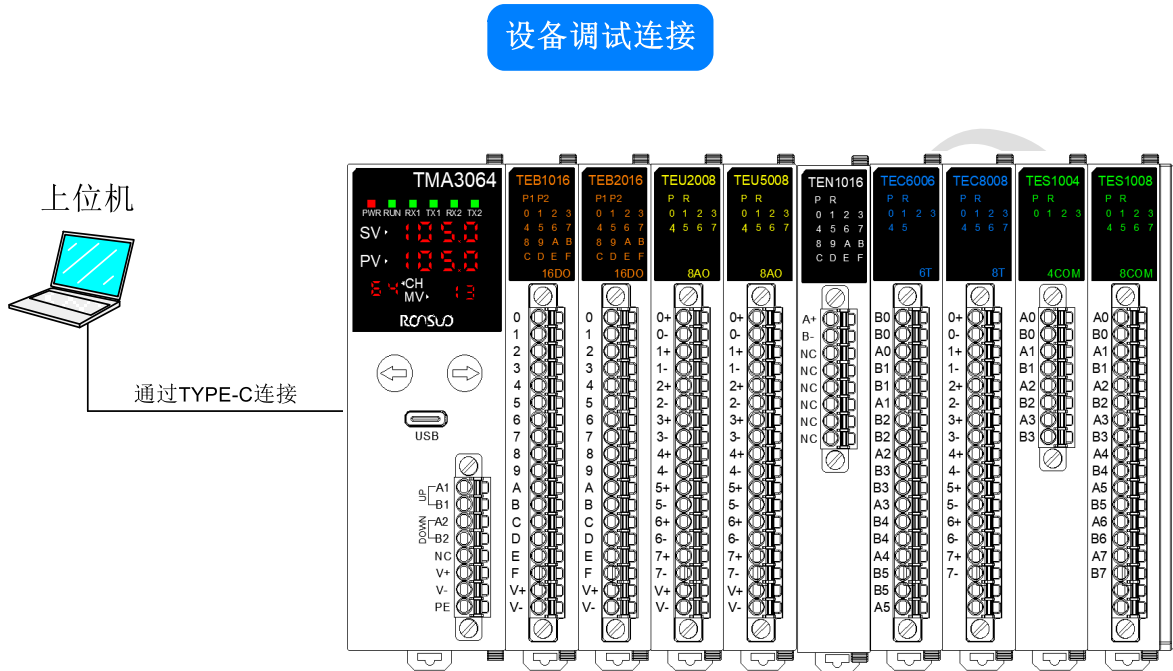 设备调试连接
上位机
通过TYPE-C连接
TMA3064
PWR RUN RX1 TX1 RX2 TX2
SV 105.0
PV 105.0
64 CH
MV 13
RONSUO
USB
UP
A1
B1
DOWN
A2
B2
NC
V+
V-
PE
TEB1016
P1 P2
0 1 2 3
4 5 6 7
8 9 A B
C D E F
16DO
0
1
2
3
4
5
6
7
8
9
A
B
C
D
E
F
V+
V-
TEB2016
P1 P2
0 1 2 3
4 5 6 7
8 9 A B
C D E F
16DO
0
1
2
3
4
5
6
7
8
9
A
B
C
D
E
F
V+
V-
TEU2008
P R
0 1 2 3
4 5 6 7
8AO
0+
0-
1+
1-
2+
2-
3+
3-
4+
4-
5+
5-
6+
6-
7+
7-
V+
V-
TEU5008
P R
0 1 2 3
4 5 6 7
8AO
0+
0-
1+
1-
2+
2-
3+
3-
4+
4-
5+
5-
6+
6-
7+
7-
V+
V-
TEN1016
P R
0 1 2 3
4 5 6 7
8 9 A B
C D E F
A+
B-
NC
NC
NC
NC
NC
NC
TEC6006
P R
0 1 2 3
4 5
6T
B0
B0
A0
B1
B1
A1
B2
B2
A2
B3
B3
A3
B4
B4
A4
B5
B5
A5
TEC8008
P R
0 1 2 3
4 5 6 7
8T
0+
0-
1+
1-
2+
2-
3+
3-
4+
4-
5+
5-
6+
6-
7+
7-
TES1004
P R
0 1 2 3
4COM
A0
B0
A1
B1
A2
B2
A3
B3
TES1008
P R
0 1 2 3
4 5 6 7
8COM
A0
B0
A1
B1
A2
B2
A3
B3
A4
B4
A5
B5
A6
B6
A7
B7